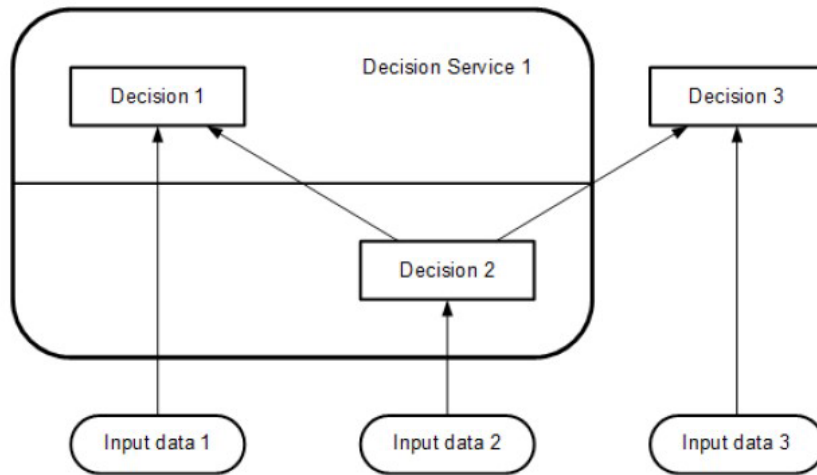 Decision Service 1
Decision 1
Decision 3
Decision 2
Input data 1
Input data 2
Input data 3